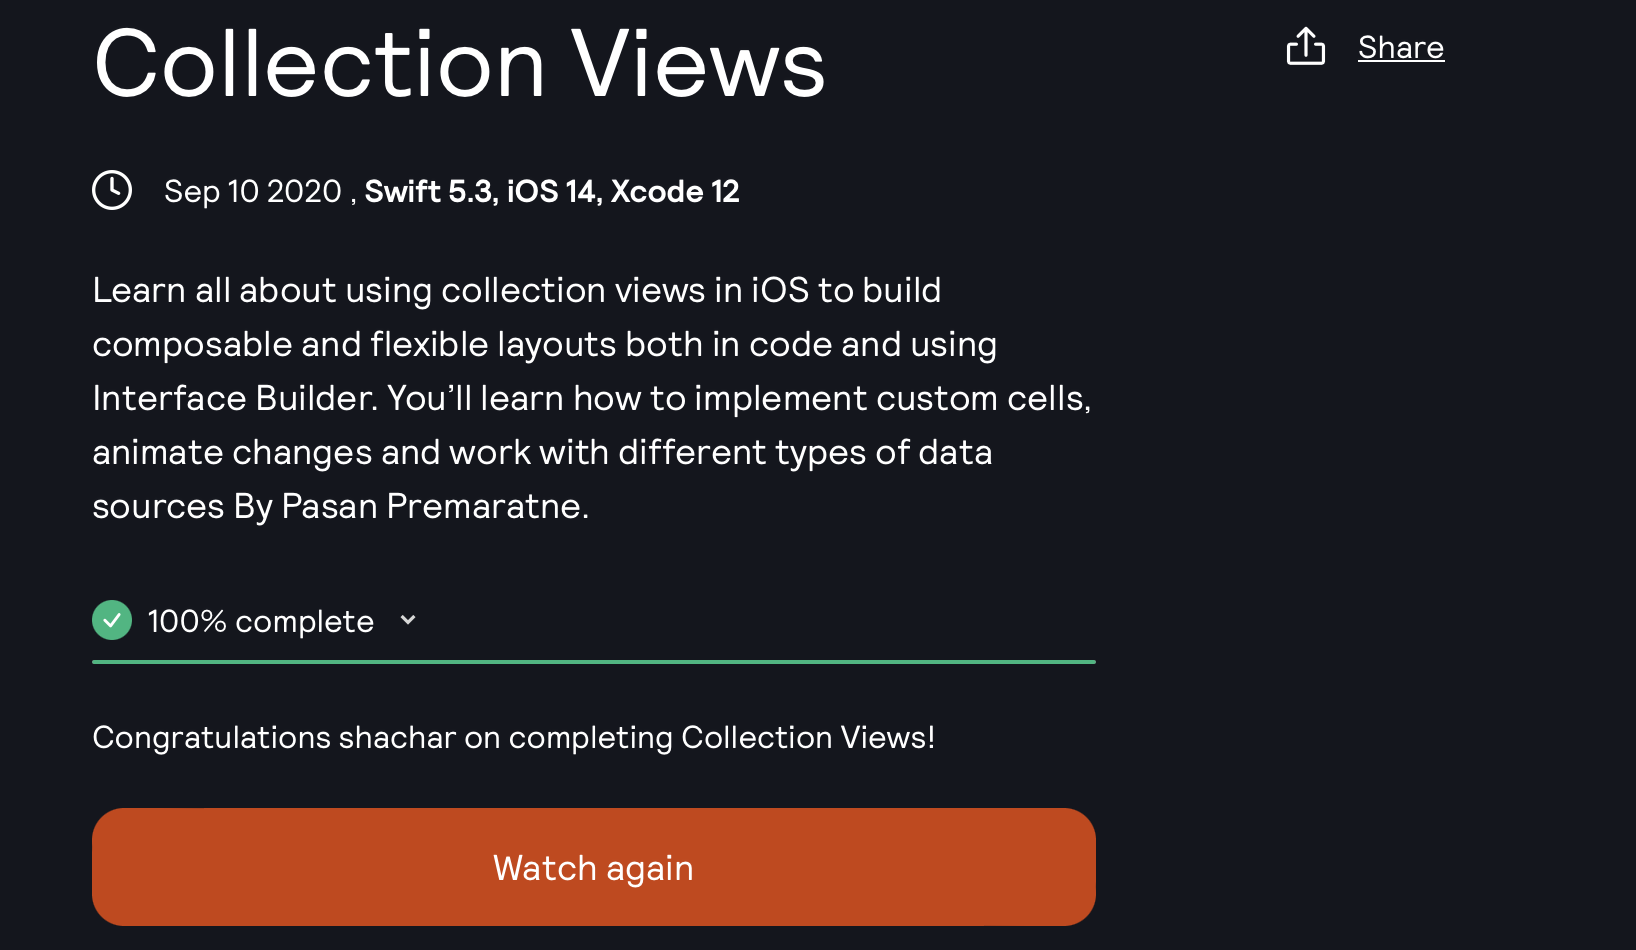 Collection Views
Share
Sep 10 2020 , Swift 5.3, iOS 14, Xcode 12
Learn all about using collection views in iOS to build
composable and flexible layouts both in code and using
Interface Builder. You’ll learn how to implement custom cells,
animate changes and work with different types of data
sources By Pasan Premaratne.
100% complete
Congratulations shachar on completing Collection Views!
Watch again